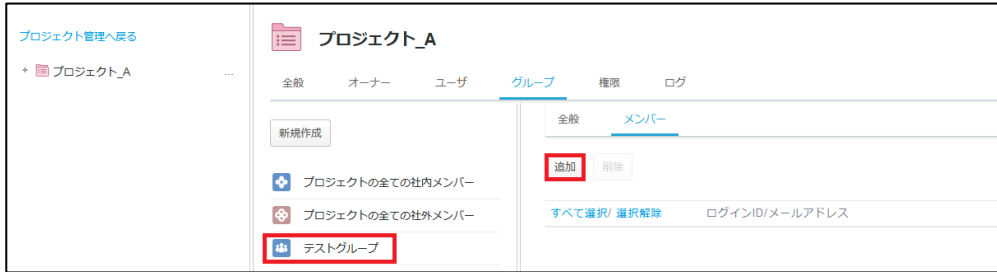 プロジェクト管理へ戻る
+ プロジェクト_A ...
プロジェクト_A
全般 オーナー ユーザ グループ 権限 ログ
新規作成
プロジェクトの全ての社内メンバー
プロジェクトの全ての社外メンバー
テストグループ
全般 メンバー
追加 削除
すべて選択/ 選択解除 ログインID/メールアドレス